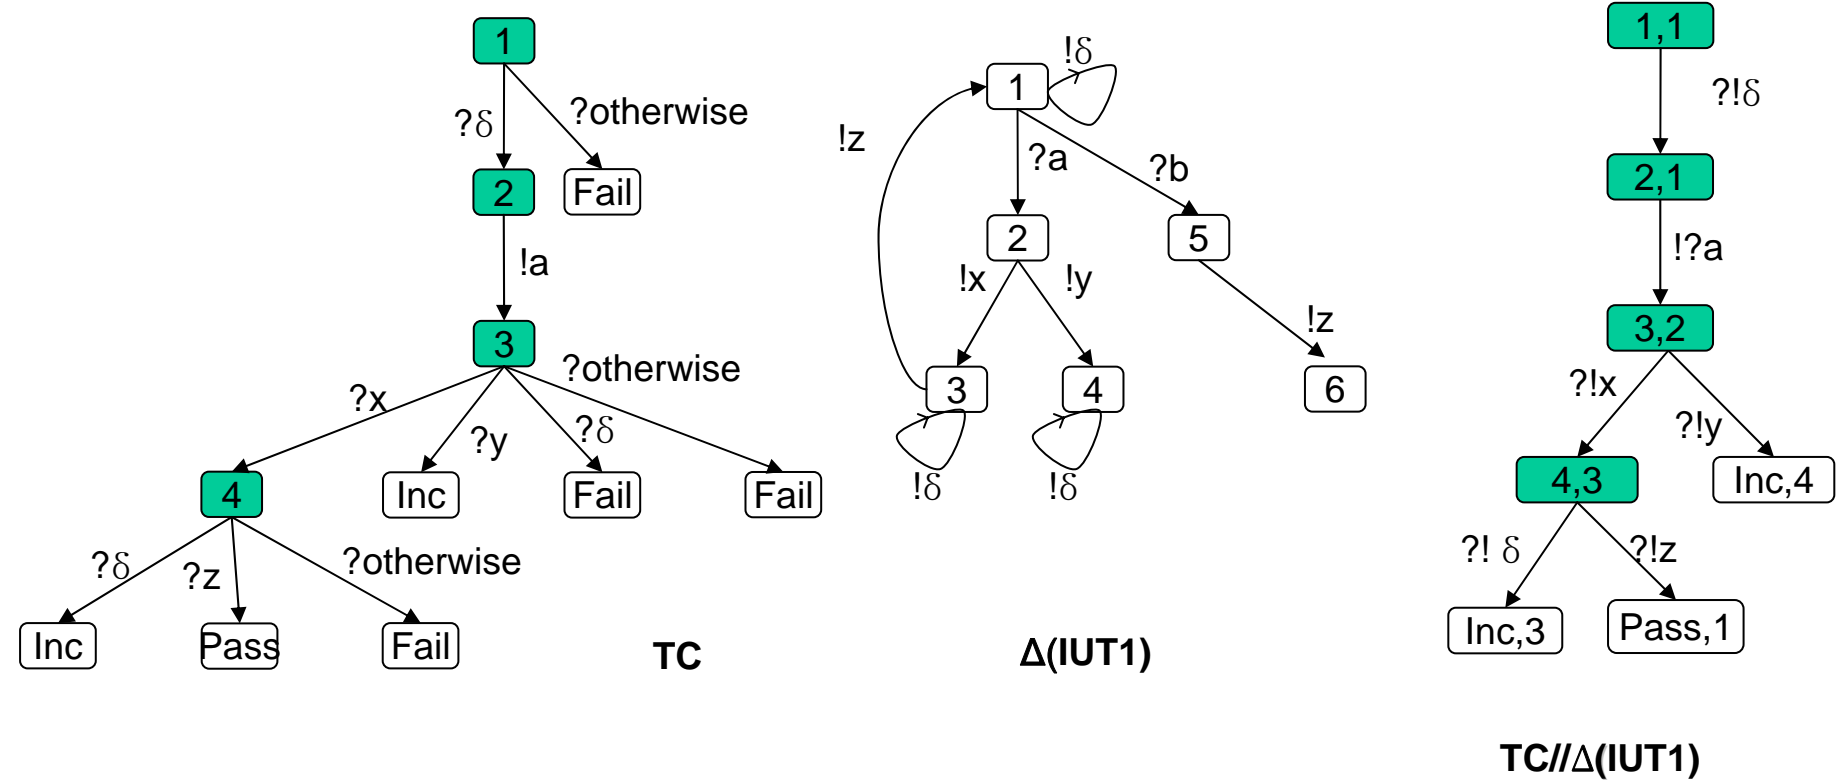 1
?δ
?otherwise
2
Fail
!a
3
?otherwise
?x
?y
?δ
4
Inc
Fail
Fail
?δ
?z
?otherwise
Inc
Pass
Fail
TC
!δ
1
!z
?a
?b
2
5
!x
!y
!z
3
4
6
!δ
!δ
Δ(IUT1)
1,1
?!δ
2,1
!?a
3,2
?!x
?!y
4,3
Inc,4
?! δ
?!z
Inc,3
Pass,1
TC//Δ(IUT1)